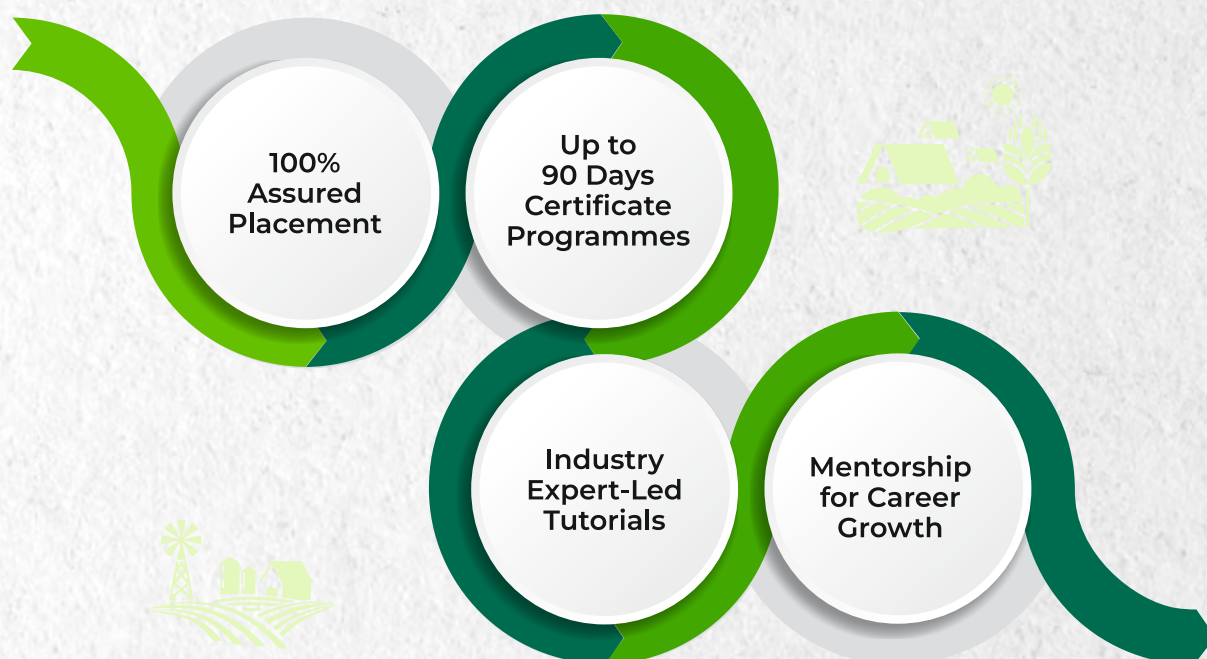 100%
Assured
Placement
Up to
90 Days
Certificate
Programmes
Industry
Expert-Led
Tutorials
Mentorship
for Career
Growth